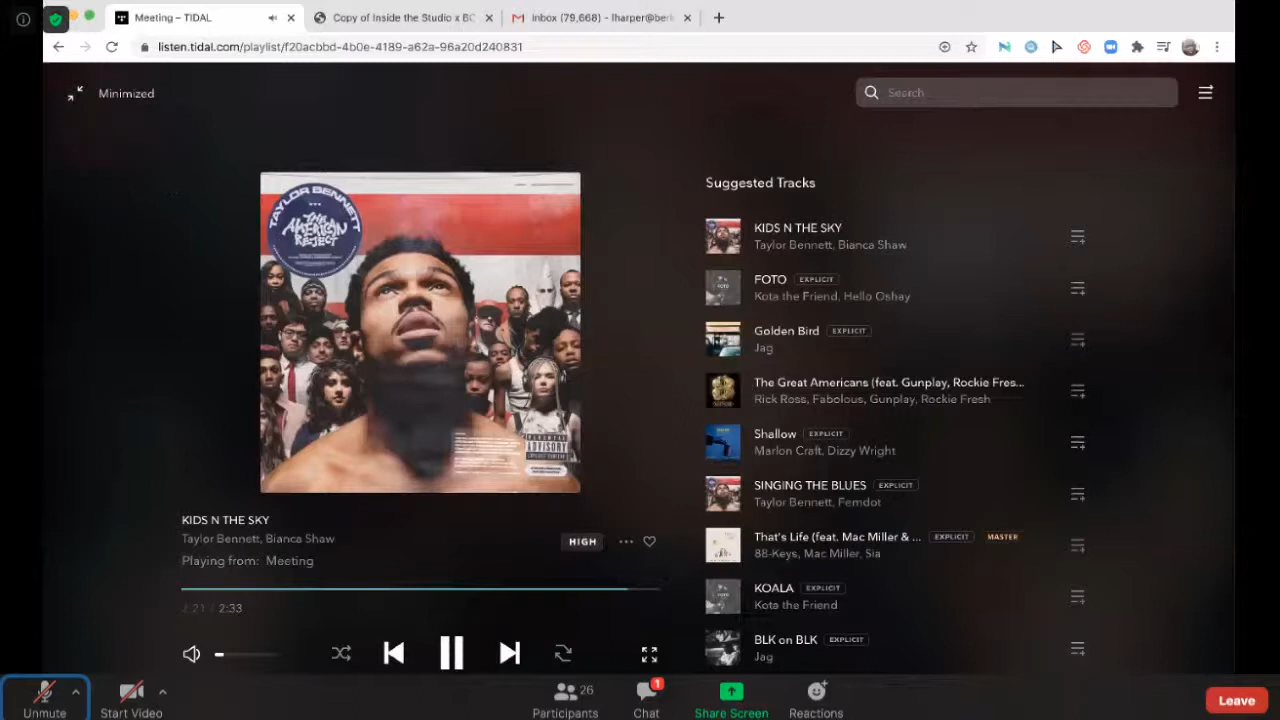 Meeting – TIDAL
Copy of Inside the Studio x BC
Inbox (79,668) – lharper@berk
listen.tidal.com/playlist/f20acbbd-4b0e-4189-a62a-96a20d240831
Minimized
Search
TAYLOR BENNETT
THE
AMERICAN
REJECT
ADVISORY
KIDS N THE SKY
Taylor Bennett, Bianca Shaw
Playing from: Meeting
HIGH
2:21 / 2:33
Suggested Tracks
KIDS N THE SKY
Taylor Bennett, Bianca Shaw
FOTO EXPLICIT
Kota the Friend, Hello Oshay
Golden Bird EXPLICIT
Jag
The Great Americans (feat. Gunplay, Rockie Fres...
Rick Ross, Fabolous, Gunplay, Rockie Fresh
Shallow EXPLICIT
Marlon Craft, Dizzy Wright
SINGING THE BLUES EXPLICIT
Taylor Bennett, Femdot
That's Life (feat. Mac Miller & ... EXPLICIT MASTER
88-Keys, Mac Miller, Sia
KOALA EXPLICIT
Kota the Friend
BLK on BLK EXPLICIT
Jag
Unmute
Start Video
26
Participants
1
Chat
Share Screen
Reactions
Leave